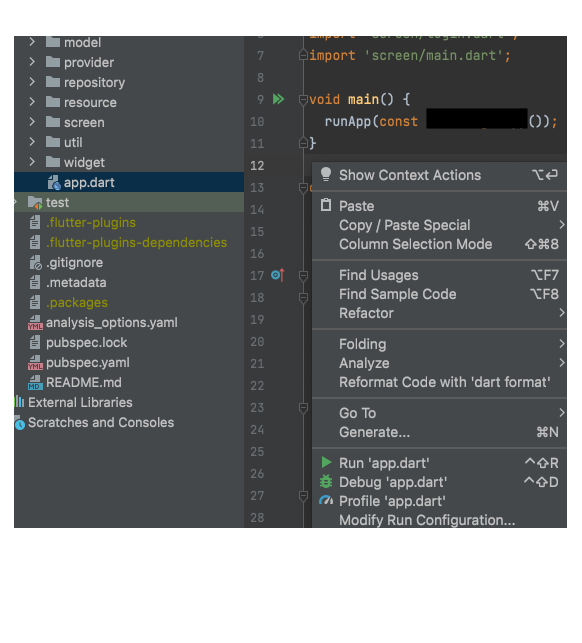 model
provider
repository
resource
screen
util
widget
app.dart
test
.flutter-plugins
.flutter-plugins-dependencies
.gitignore
.metadata
.packages
analysis_options.yaml
pubspec.lock
pubspec.yaml
README.md
External Libraries
Scratches and Consoles
import 'screen/login.dart';
7 import 'screen/main.dart';
8
9 void main() {
10 runApp(const ());
11 }
12
13
14
15
16
17
18
19
20
21
22
23
24
25
26
27
28
Show Context Actions ⌥⏎
Paste ⌘V
Copy / Paste Special >
Column Selection Mode ⇧⌘8
Find Usages ⌥F7
Find Sample Code ⌥F8
Refactor >
Folding >
Analyze >
Reformat Code with 'dart format'
Go To >
Generate... ⌘N
Run 'app.dart' ^⇧R
Debug 'app.dart' ^⇧D
Profile 'app.dart'
Modify Run Configuration...